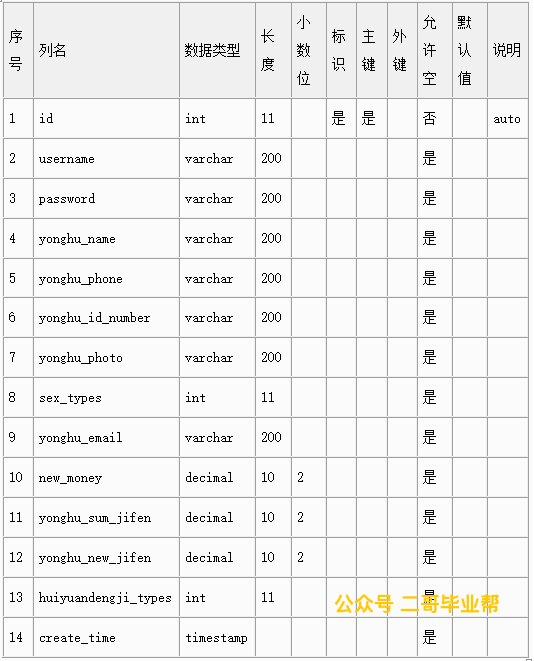 序号 列名 数据类型 长度 小数位 标识 主键 外键 允许空 默认值 说明
1 id int 11 是 是 否 auto
2 username varchar 200 是
3 password varchar 200 是
4 yonghu_name varchar 200 是
5 yonghu_phone varchar 200 是
6 yonghu_id_number varchar 200 是
7 yonghu_photo varchar 200 是
8 sex_types int 11 是
9 yonghu_email varchar 200 是
10 new_money decimal 10 2 是
11 yonghu_sum_jifen decimal 10 2 是
12 yonghu_new_jifen decimal 10 2 是
13 huiyuandengji_types int 11 是
公众号 二哥毕业帮
14 create_time timestamp 是